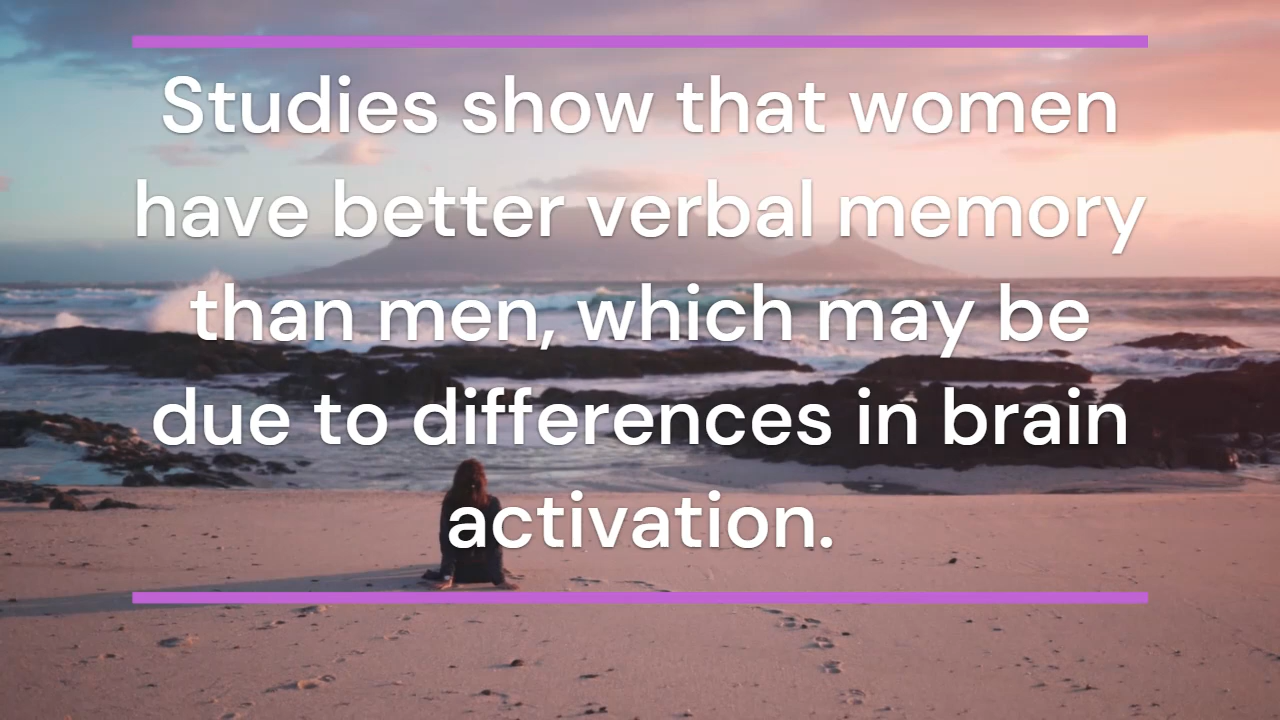 Studies show that women
have better verbal memory
than men, which may be
due to differences in brain
activation.